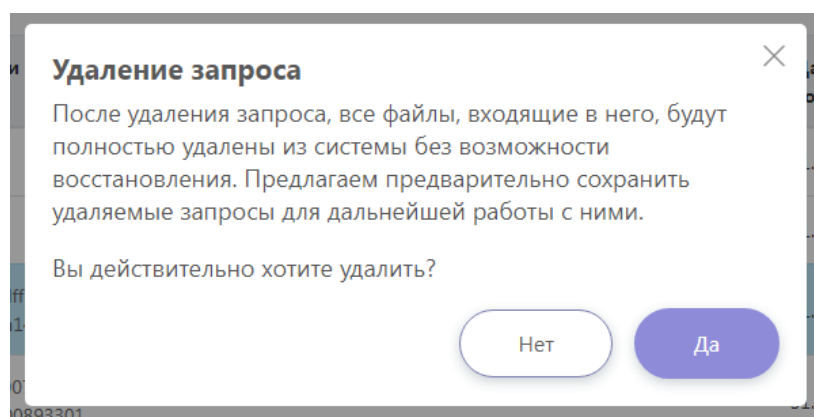 Удаление запроса
После удаления запроса, все файлы, входящие в него, будут
полностью удалены из системы без возможности
восстановления. Предлагаем предварительно сохранить
удаляемые запросы для дальнейшей работы с ними.
Вы действительно хотите удалить?
Нет
Да